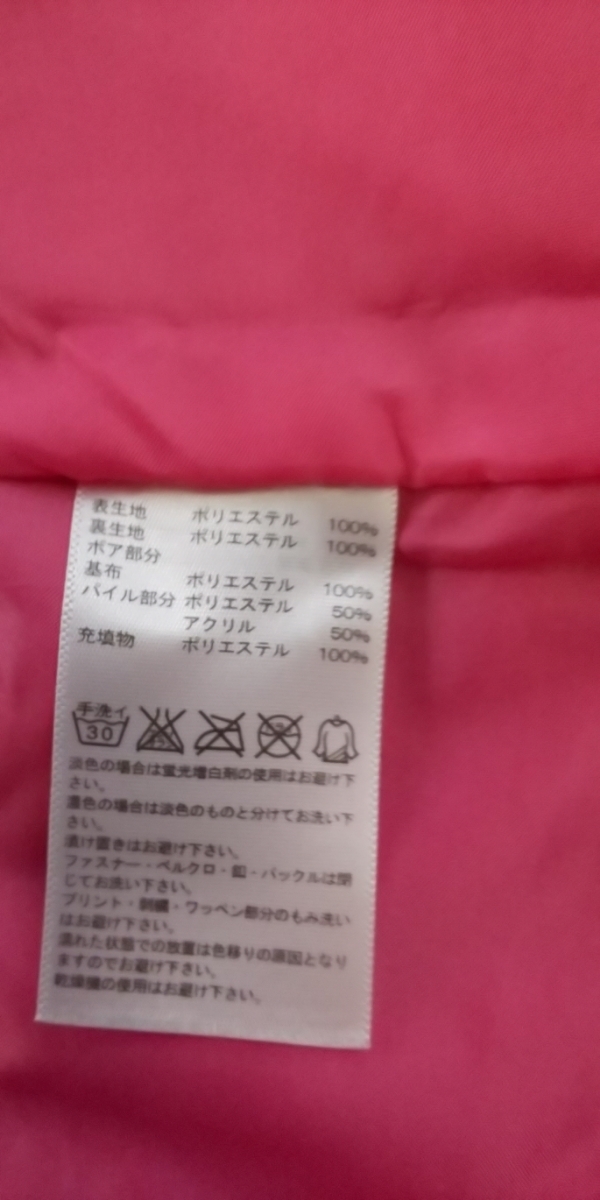 表生地 ポリエステル 100%
裏生地 ポリエステル 100%
ボア部分
基布 ポリエステル 100%
パイル部分 ポリエステル 50%
アクリル 50%
充填物 ポリエステル 100%
手洗イ
30
淡色の場合は蛍光増白剤の使用はお避け下
さい。
濃色の場合は淡色のものと分けてお洗い下
さい。
漬け置きはお避け下さい。
ファスナー・ベルクロ・釦・バックルは閉
じてお洗い下さい。
プリント・刺繍・ワッペン部分のもみ洗い
はお避け下さい。
濡れた状態での放置は色移りの原因となり
ますのでお避け下さい。
乾燥機の使用はお避け下さい。